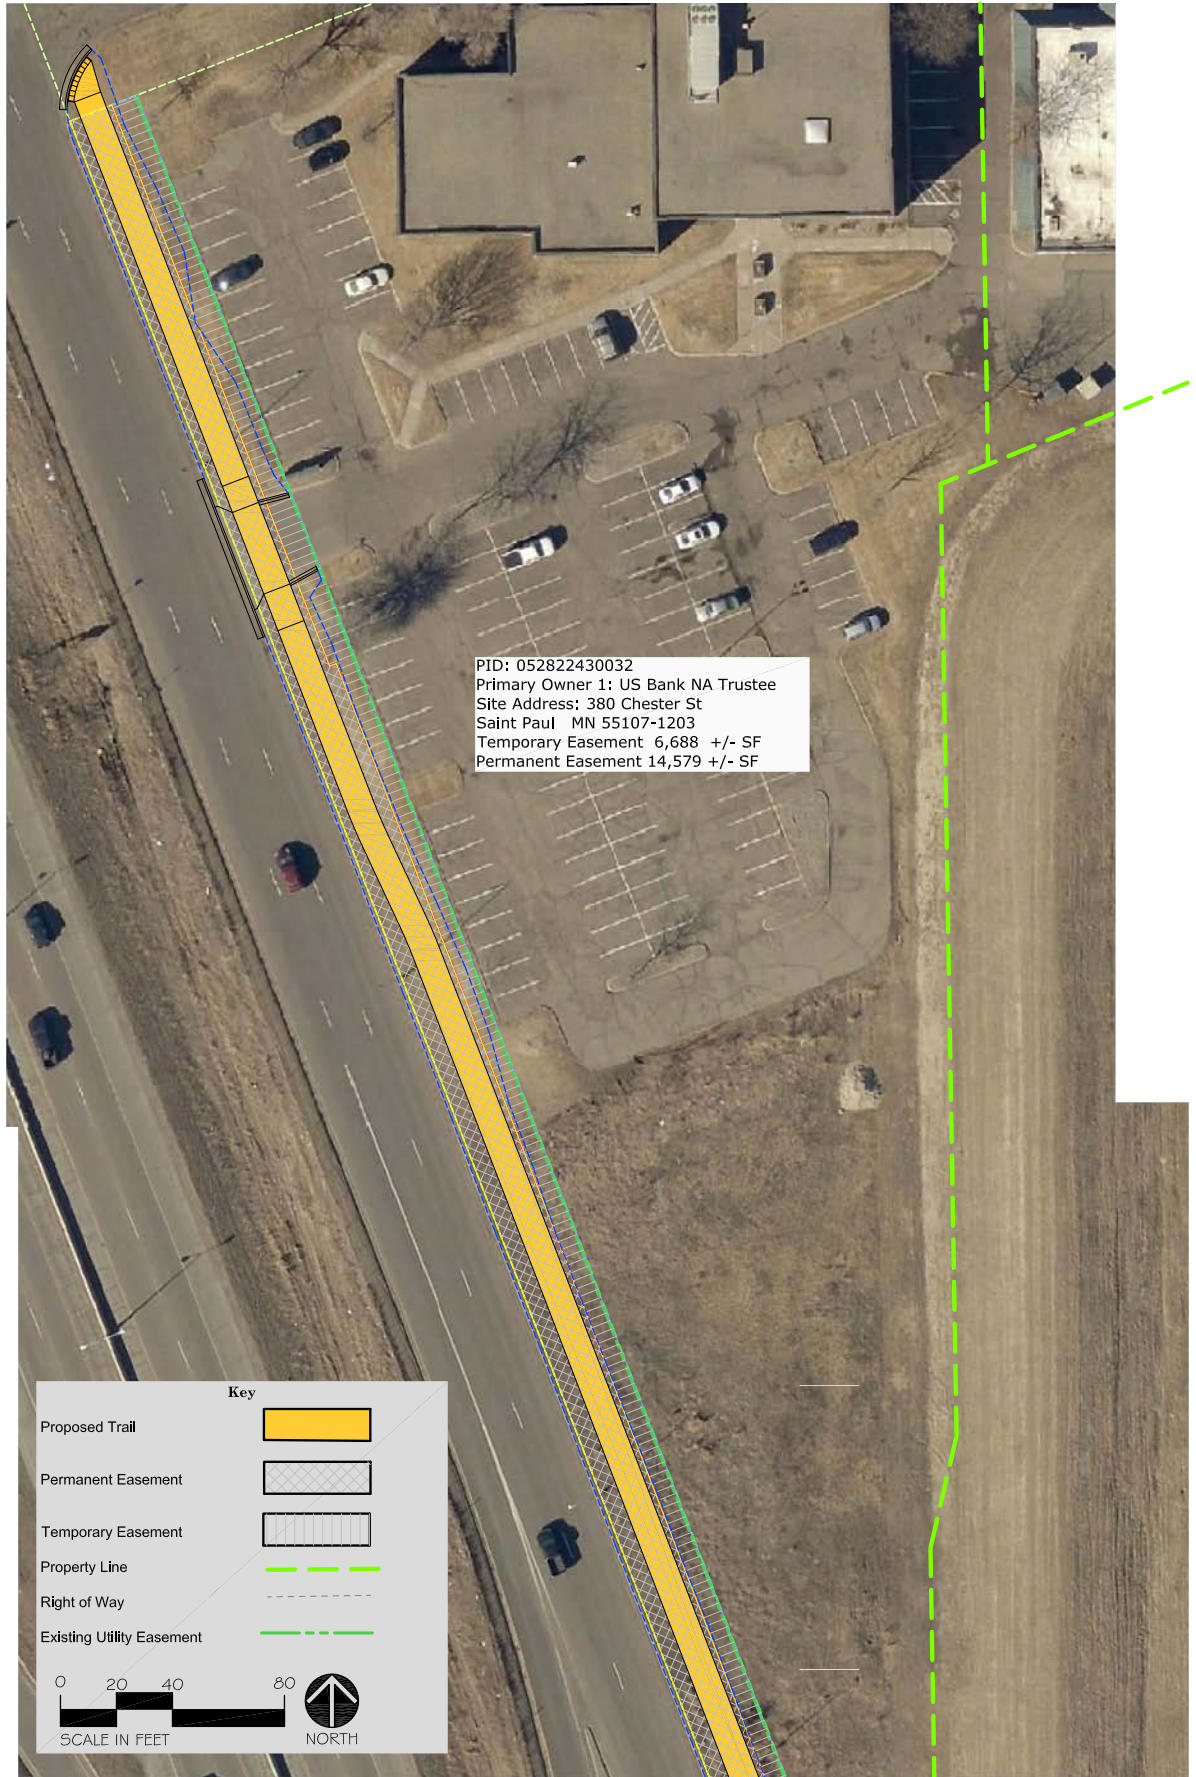 PID: 052822430032
Primary Owner 1: US Bank NA Trustee
Site Address: 380 Chester St
Saint Paul MN 55107-1203
Temporary Easement 6,688 +/- SF
Permanent Easement 14,579 +/- SF
Key
Proposed Trail
Permanent Easement
Temporary Easement
Property Line
Right of Way
Existing Utility Easement
0 20 40 80
SCALE IN FEET
NORTH